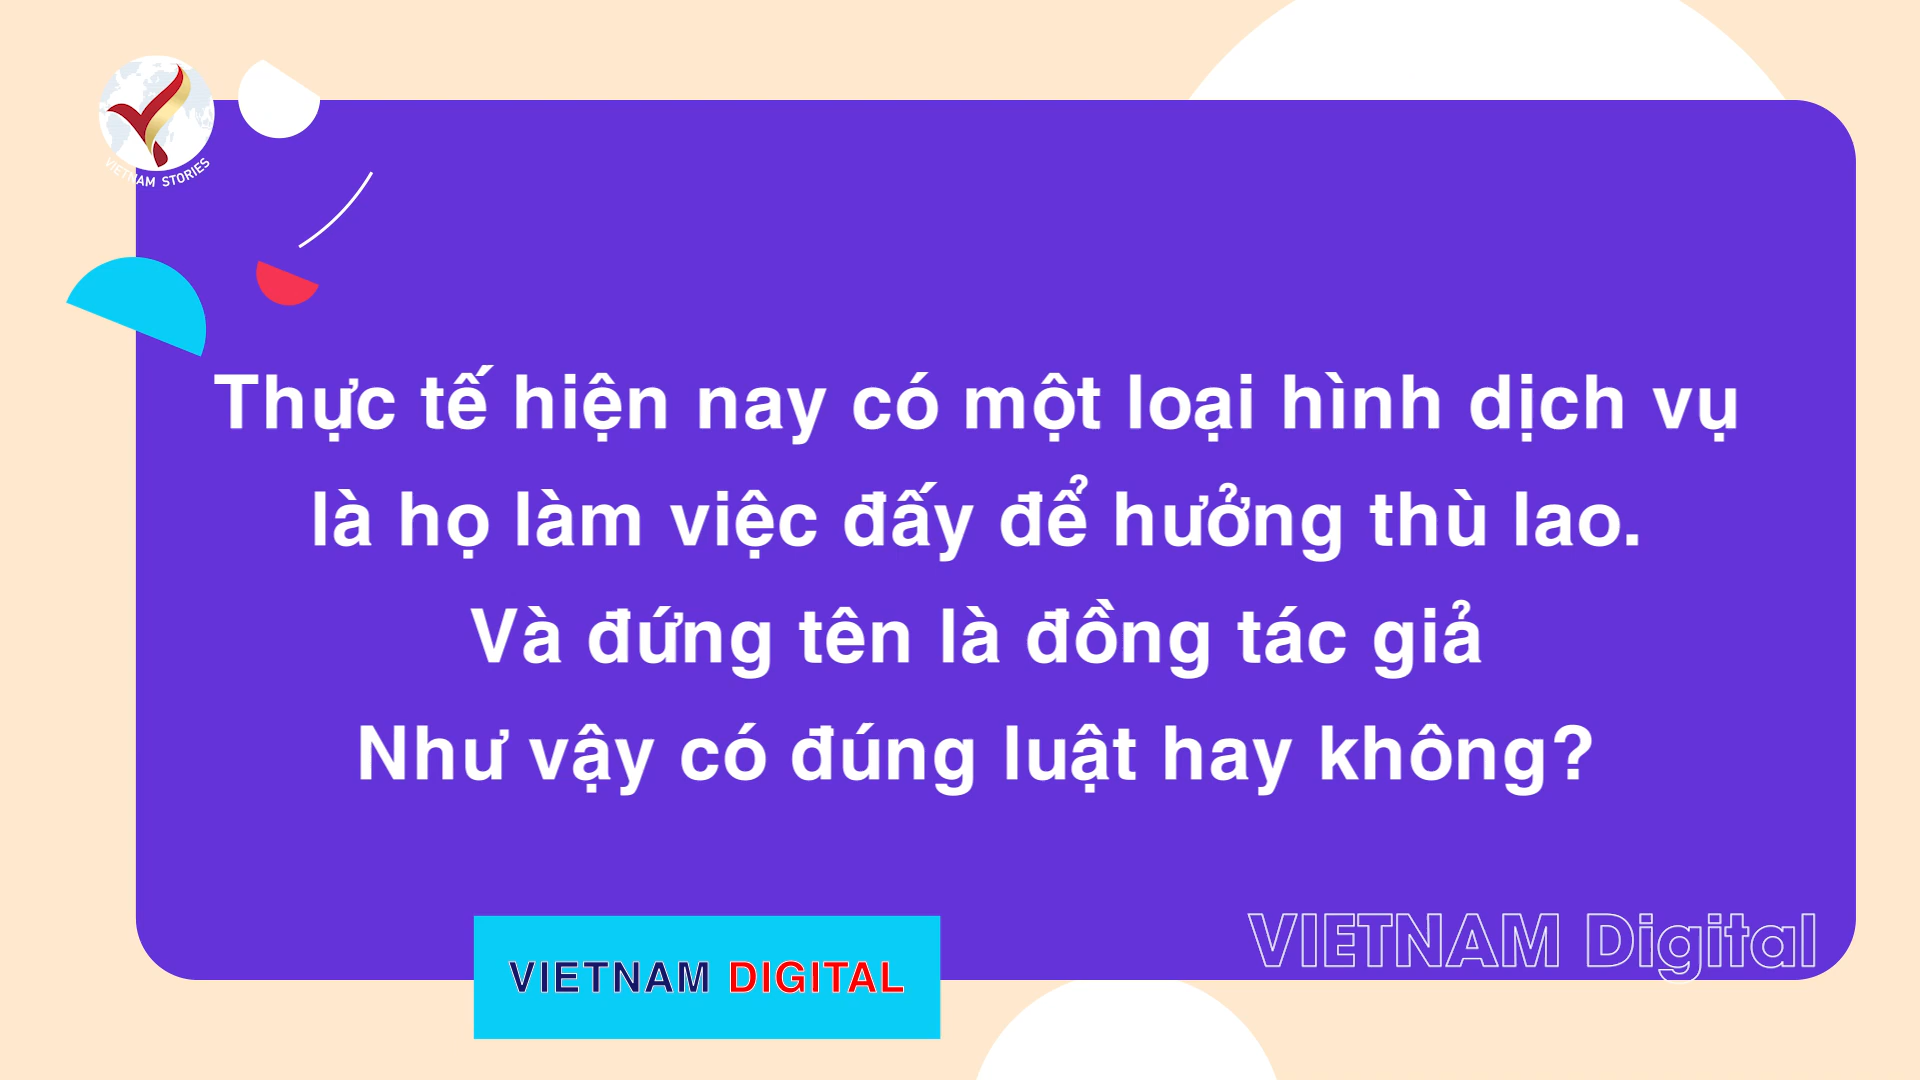 VIETNAM STORIES
Thực tế hiện nay có một loại hình dịch vụ
là họ làm việc đấy để hưởng thù lao.
Và đứng tên là đồng tác giả
Như vậy có đúng luật hay không?
VIETNAM Digital
VIETNAM DIGITAL